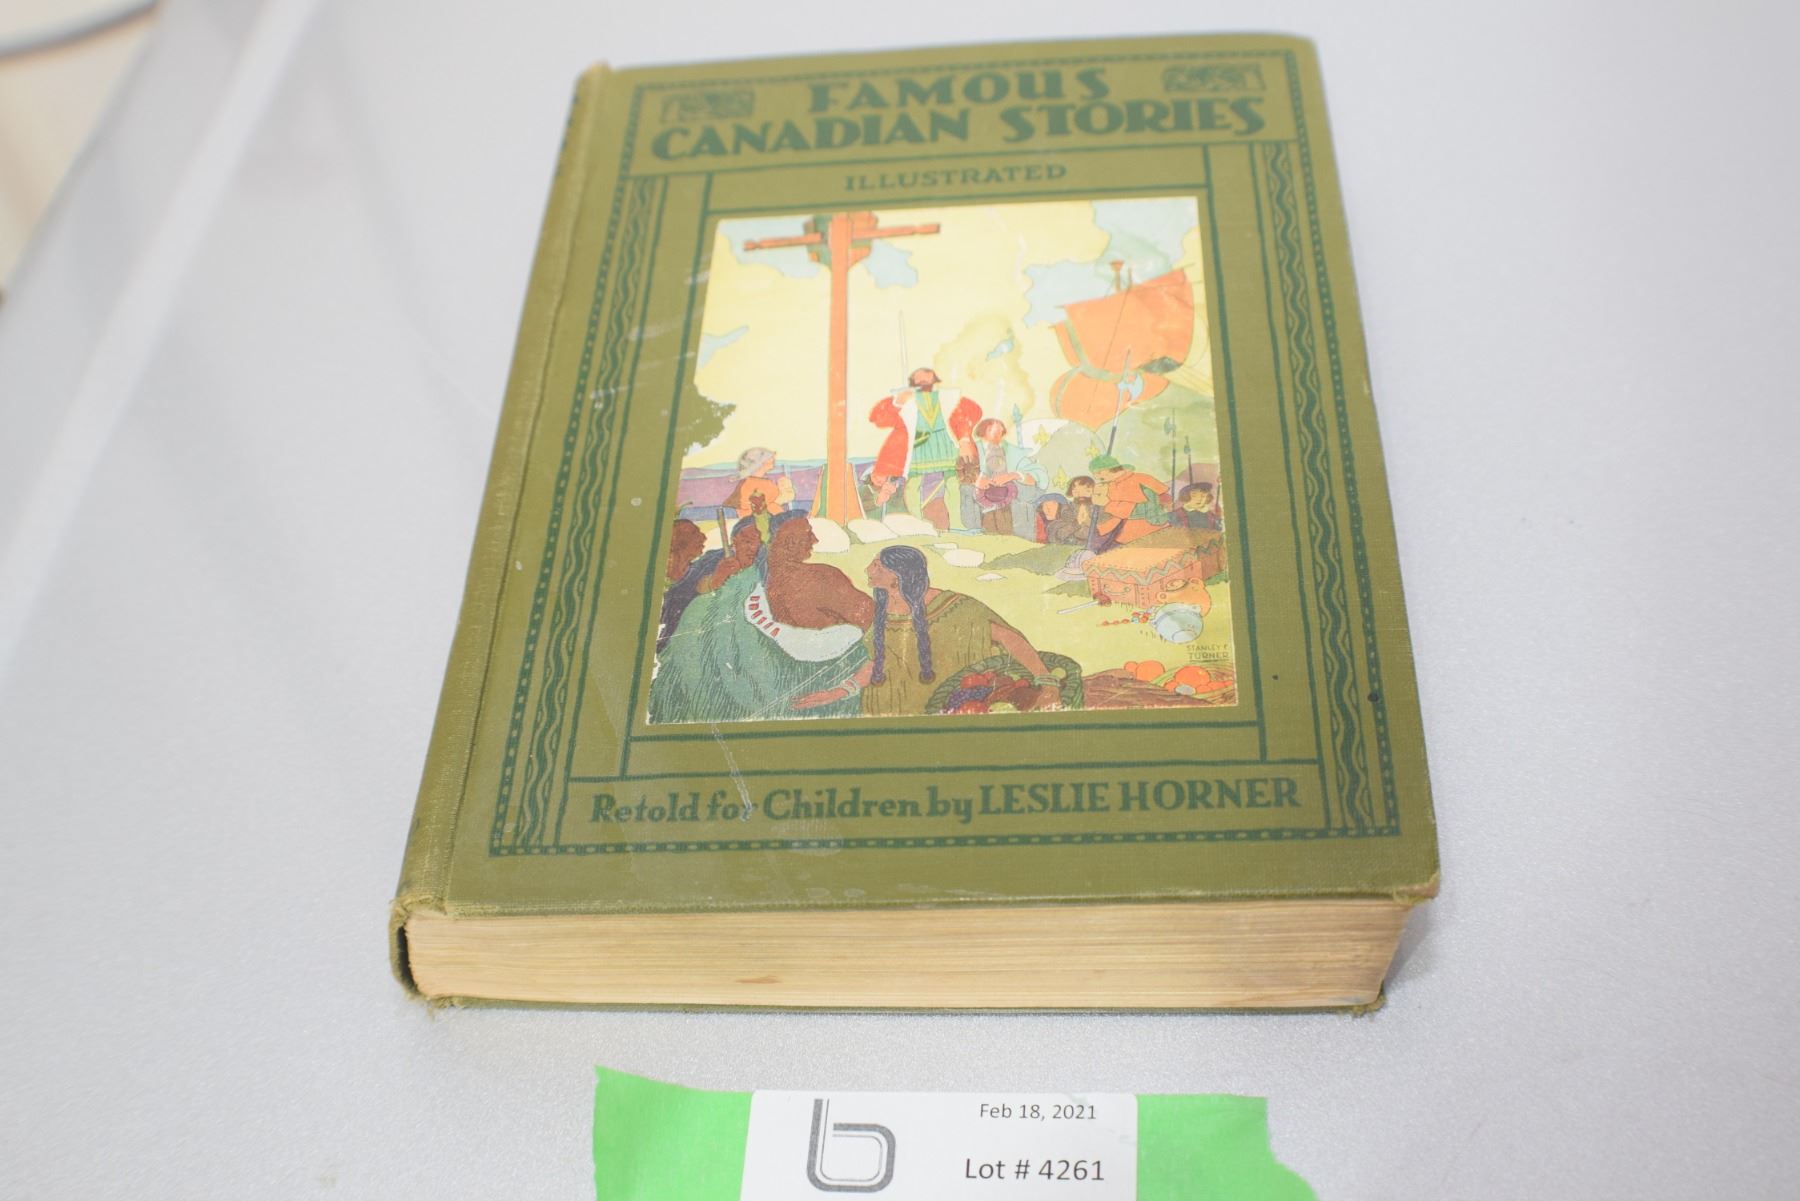 FAMOUS
CANADIAN STORIES
ILLUSTRATED
STANLEY F.
TURNER
Retold for Children by LESLIE HORNER
Feb 18, 2021
b
Lot # 4261